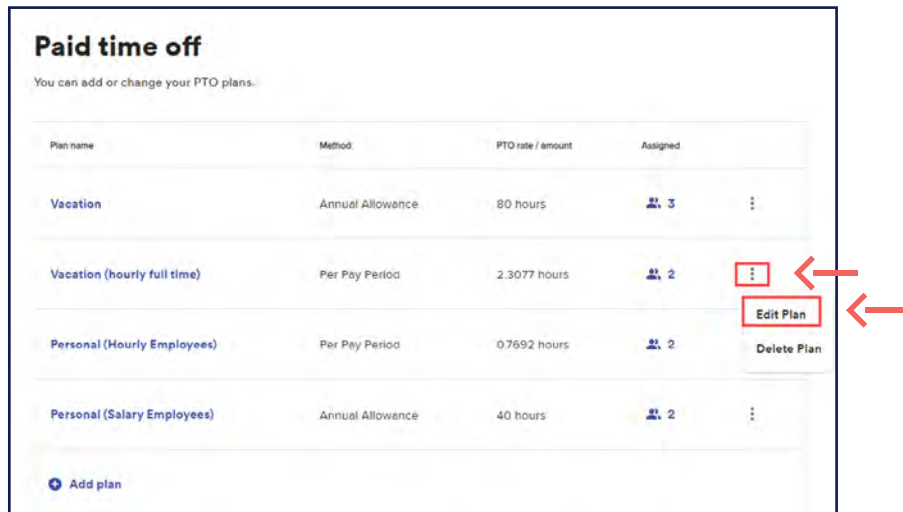 Paid time off
You can add or change your PTO plans.
Plan name Method PTO rate / amount Assigned
Vacation Annual Allowance 80 hours 3
Vacation (hourly full time) Per Pay Period 2.3077 hours 2
Edit Plan
Personal (Hourly Employees) Per Pay Period 0.7692 hours 2
Delete Plan
Personal (Salary Employees) Annual Allowance 40 hours 2
Add plan